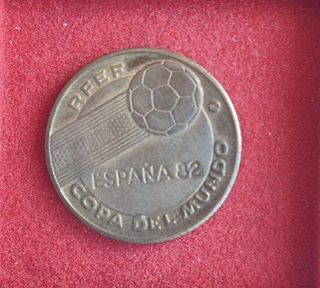 RFEF
ESPAÑA 82
COPA DEL MUNDO